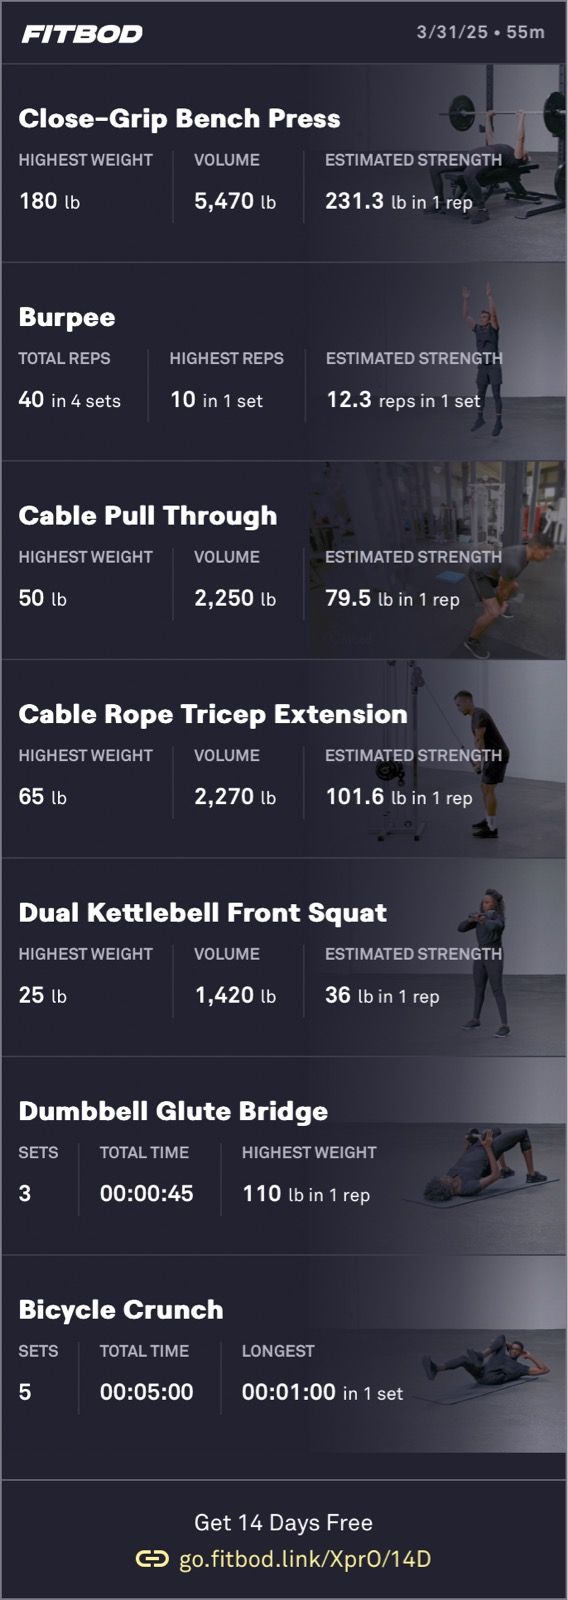 FITBOD
3/31/25 • 55m
Close-Grip Bench Press
HIGHEST WEIGHT VOLUME ESTIMATED STRENGTH
180 lb 5,470 lb 231.3 lb in 1 rep
Burpee
TOTAL REPS HIGHEST REPS ESTIMATED STRENGTH
40 in 4 sets 10 in 1 set 12.3 reps in 1 set
Cable Pull Through
HIGHEST WEIGHT VOLUME ESTIMATED STRENGTH
50 lb 2,250 lb 79.5 lb in 1 rep
Cable Rope Tricep Extension
HIGHEST WEIGHT VOLUME ESTIMATED STRENGTH
65 lb 2,270 lb 101.6 lb in 1 rep
Dual Kettlebell Front Squat
HIGHEST WEIGHT VOLUME ESTIMATED STRENGTH
25 lb 1,420 lb 36 lb in 1 rep
Dumbbell Glute Bridge
SETS TOTAL TIME HIGHEST WEIGHT
3 00:00:45 110 lb in 1 rep
Bicycle Crunch
SETS TOTAL TIME LONGEST
5 00:05:00 00:01:00 in 1 set
Get 14 Days Free
go.fitbod.link/XprO/14D